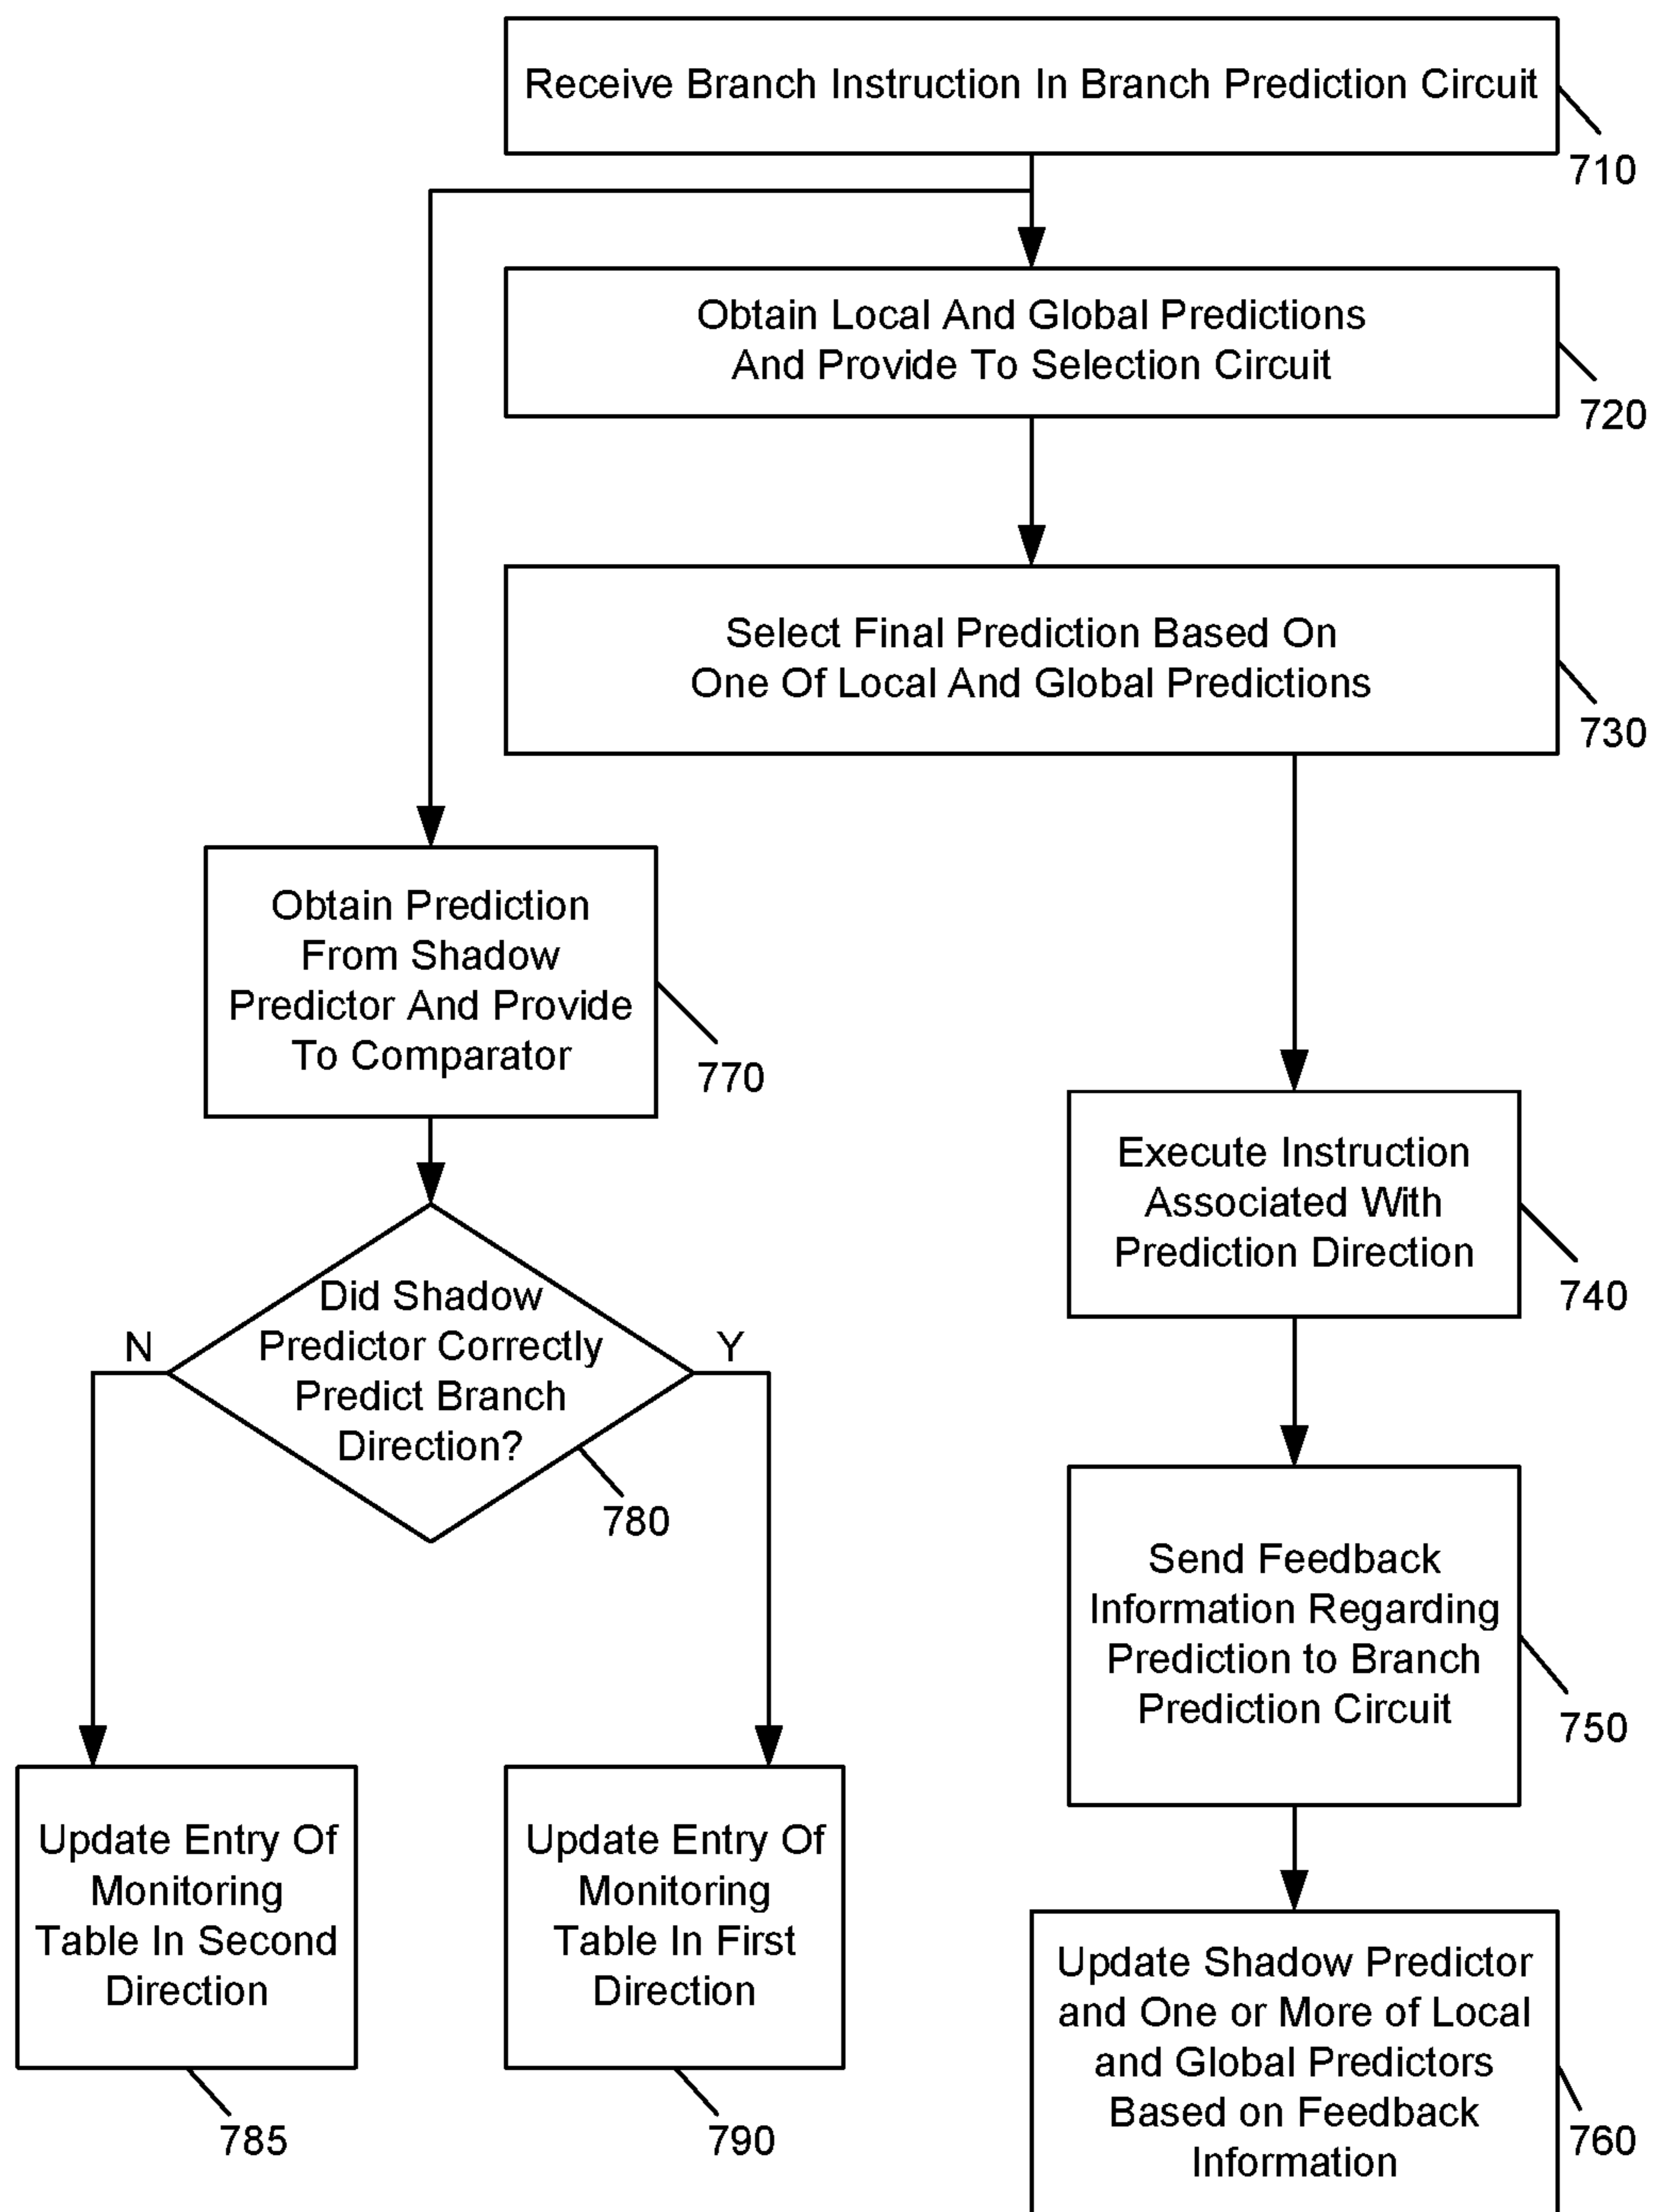 Receive Branch Instruction In Branch Prediction Circuit
710
Obtain Local And Global Predictions
And Provide To Selection Circuit
720
Select Final Prediction Based On
One Of Local And Global Predictions
730
Obtain Prediction
From Shadow
Predictor And Provide
To Comparator
770
Execute Instruction
Associated With
Prediction Direction
740
Did Shadow
Predictor Correctly
Predict Branch
Direction?
N
Y
780
Send Feedback
Information Regarding
Prediction to Branch
Prediction Circuit
750
Update Entry Of
Monitoring
Table In Second
Direction
785
Update Entry Of
Monitoring
Table In First
Direction
790
Update Shadow Predictor
and One or More of Local
and Global Predictors
Based on Feedback
Information
760